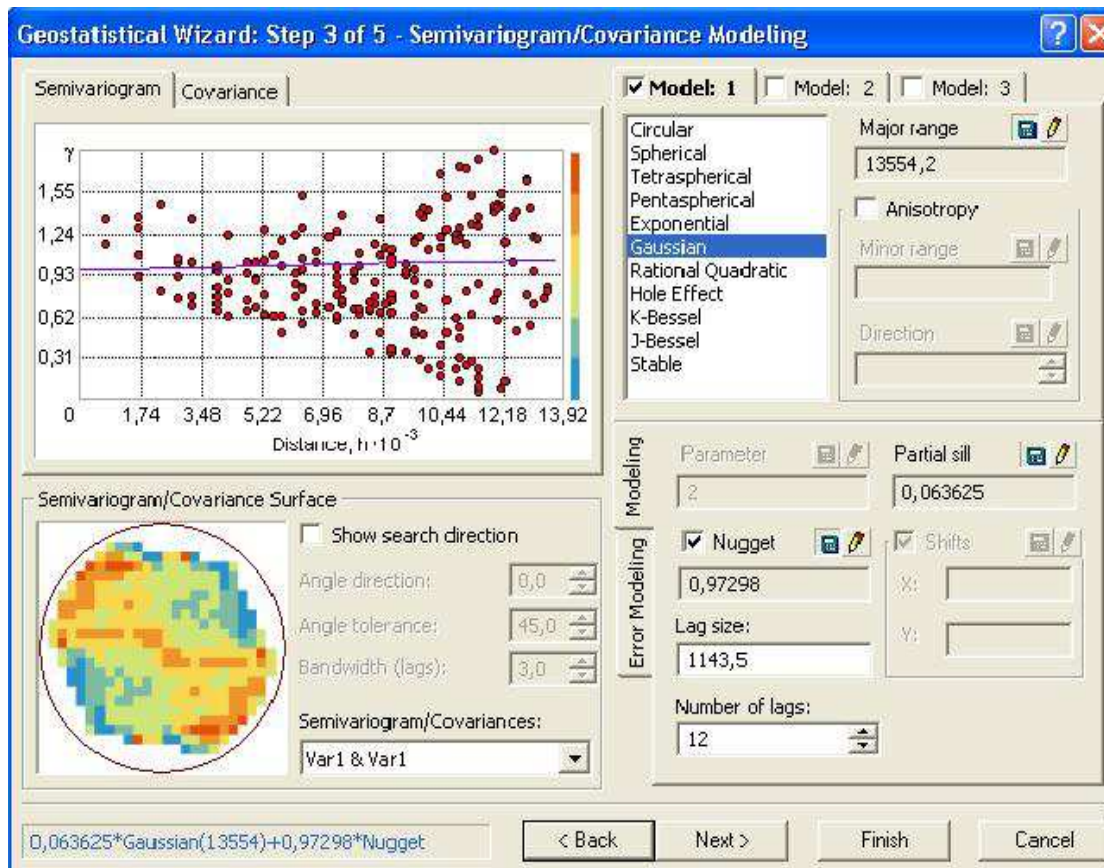 Geostatistical Wizard: Step 3 of 5 - Semivariogram/Covariance Modeling
Semivariogram
Covariance
γ
1,55
1,24
0,93
0,62
0,31
0
1,74
3,48
5,22
6,96
8,7
10,44
12,18
13,92
Distance, h·10⁻³
Model: 1
Model: 2
Model: 3
Circular
Spherical
Tetraspherical
Pentaspherical
Exponential
Gaussian
Rational Quadratic
Hole Effect
K-Bessel
J-Bessel
Stable
Major range
13554,2
Anisotropy
Minor range
Direction
Modeling
Error Modeling
Parameter
2
Partial sill
0,063625
Nugget
0,97298
Shifts
X:
Y:
Lag size:
1143,5
Number of lags:
12
Semivariogram/Covariance Surface
Show search direction
Angle direction:
0,0
Angle tolerance:
45,0
Bandwidth (lags):
3,0
Semivariogram/Covariances:
Var1 & Var1
0,063625*Gaussian(13554)+0,97298*Nugget
< Back
Next >
Finish
Cancel